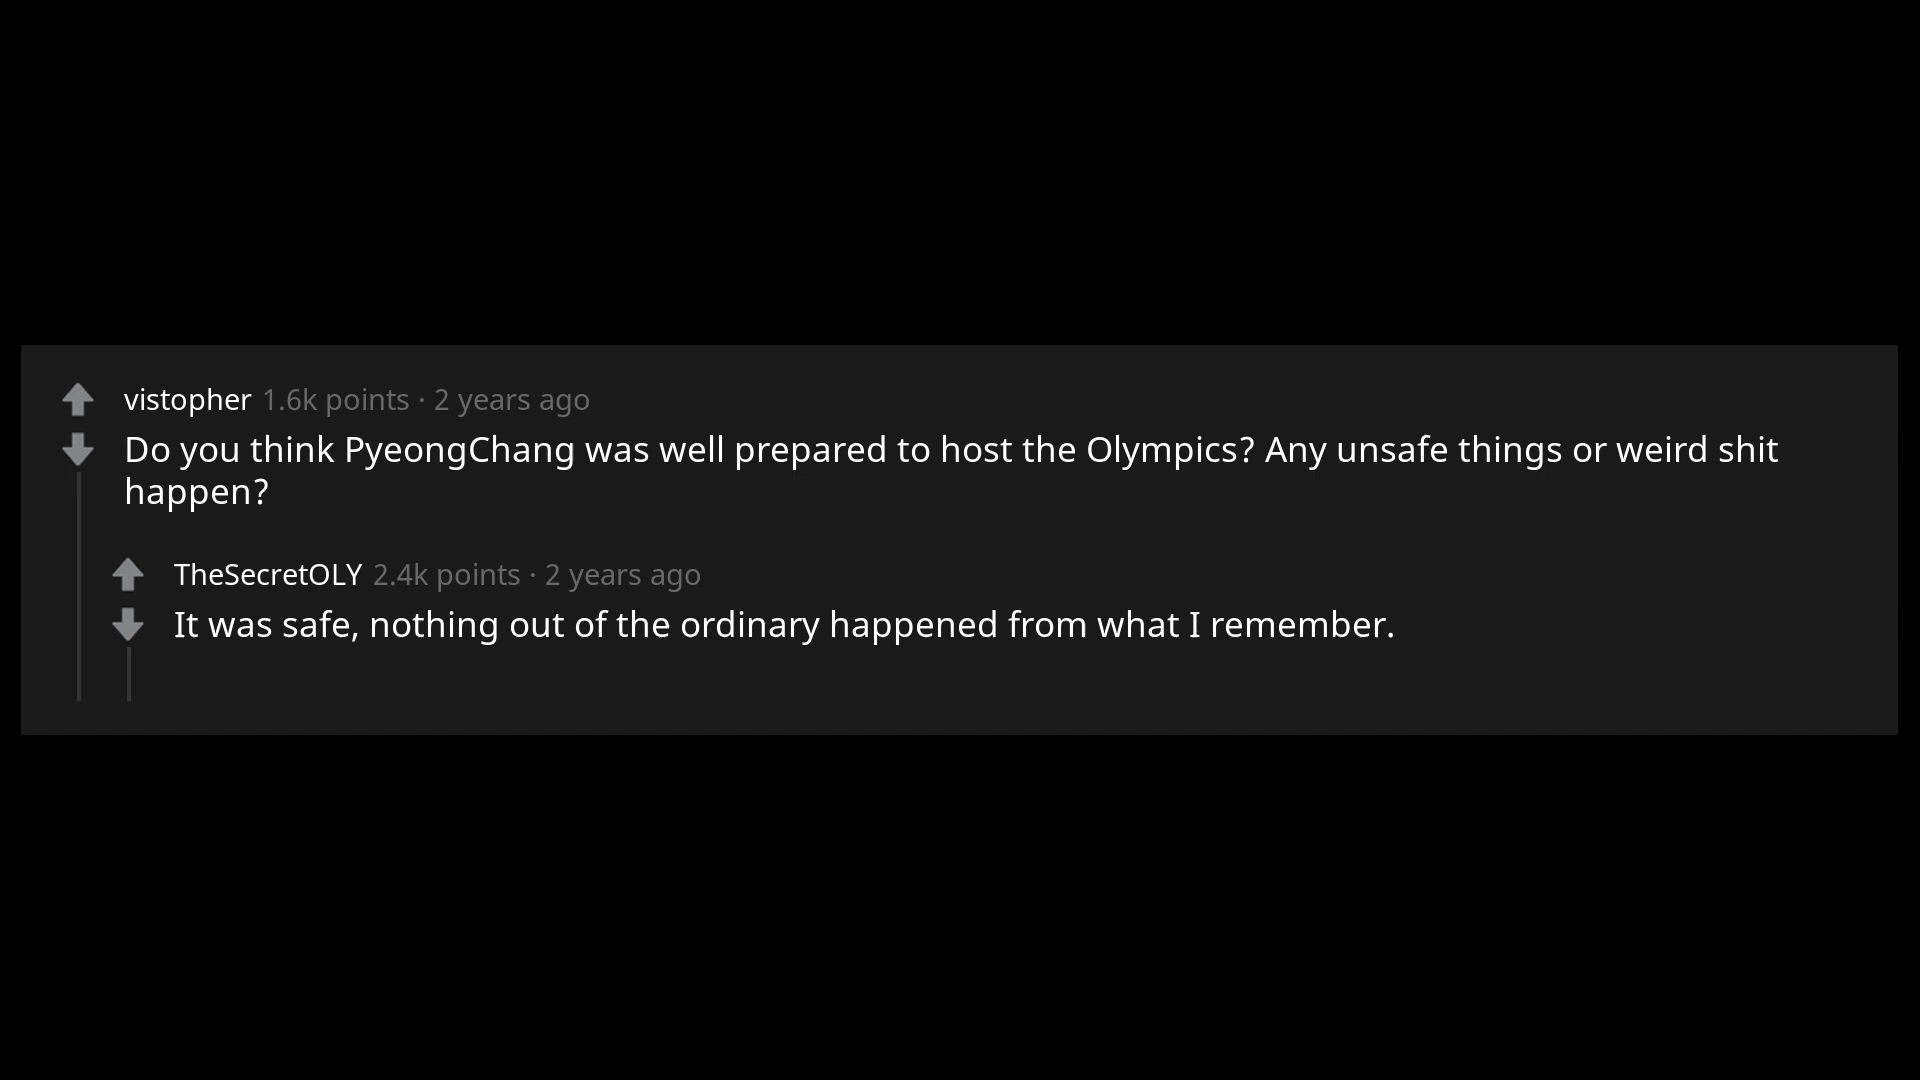 vistopher 1.6k points · 2 years ago
Do you think PyeongChang was well prepared to host the Olympics? Any unsafe things or weird shit
happen?
TheSecretOLY 2.4k points · 2 years ago
It was safe, nothing out of the ordinary happened from what I remember.